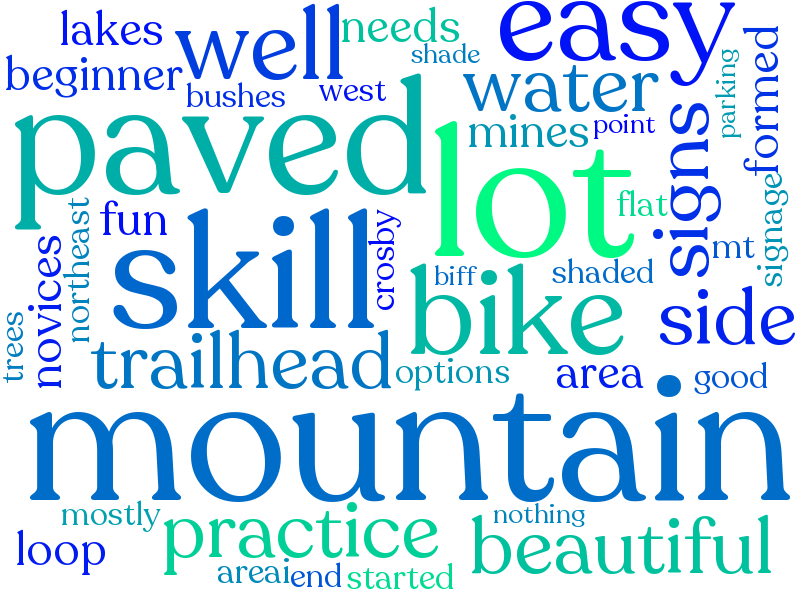 lakes
well
needs
shade
easy
beginner
bushes
west
water
parking
formed
paved
mines
point
lot
signs
northeast
fun
skill
crosby
flat
mt
signage
novices
biff
shaded
bike
side
trees
trailhead
options
area
good
mountain
mostly
practice
nothing
beautiful
loop
areai
end
started